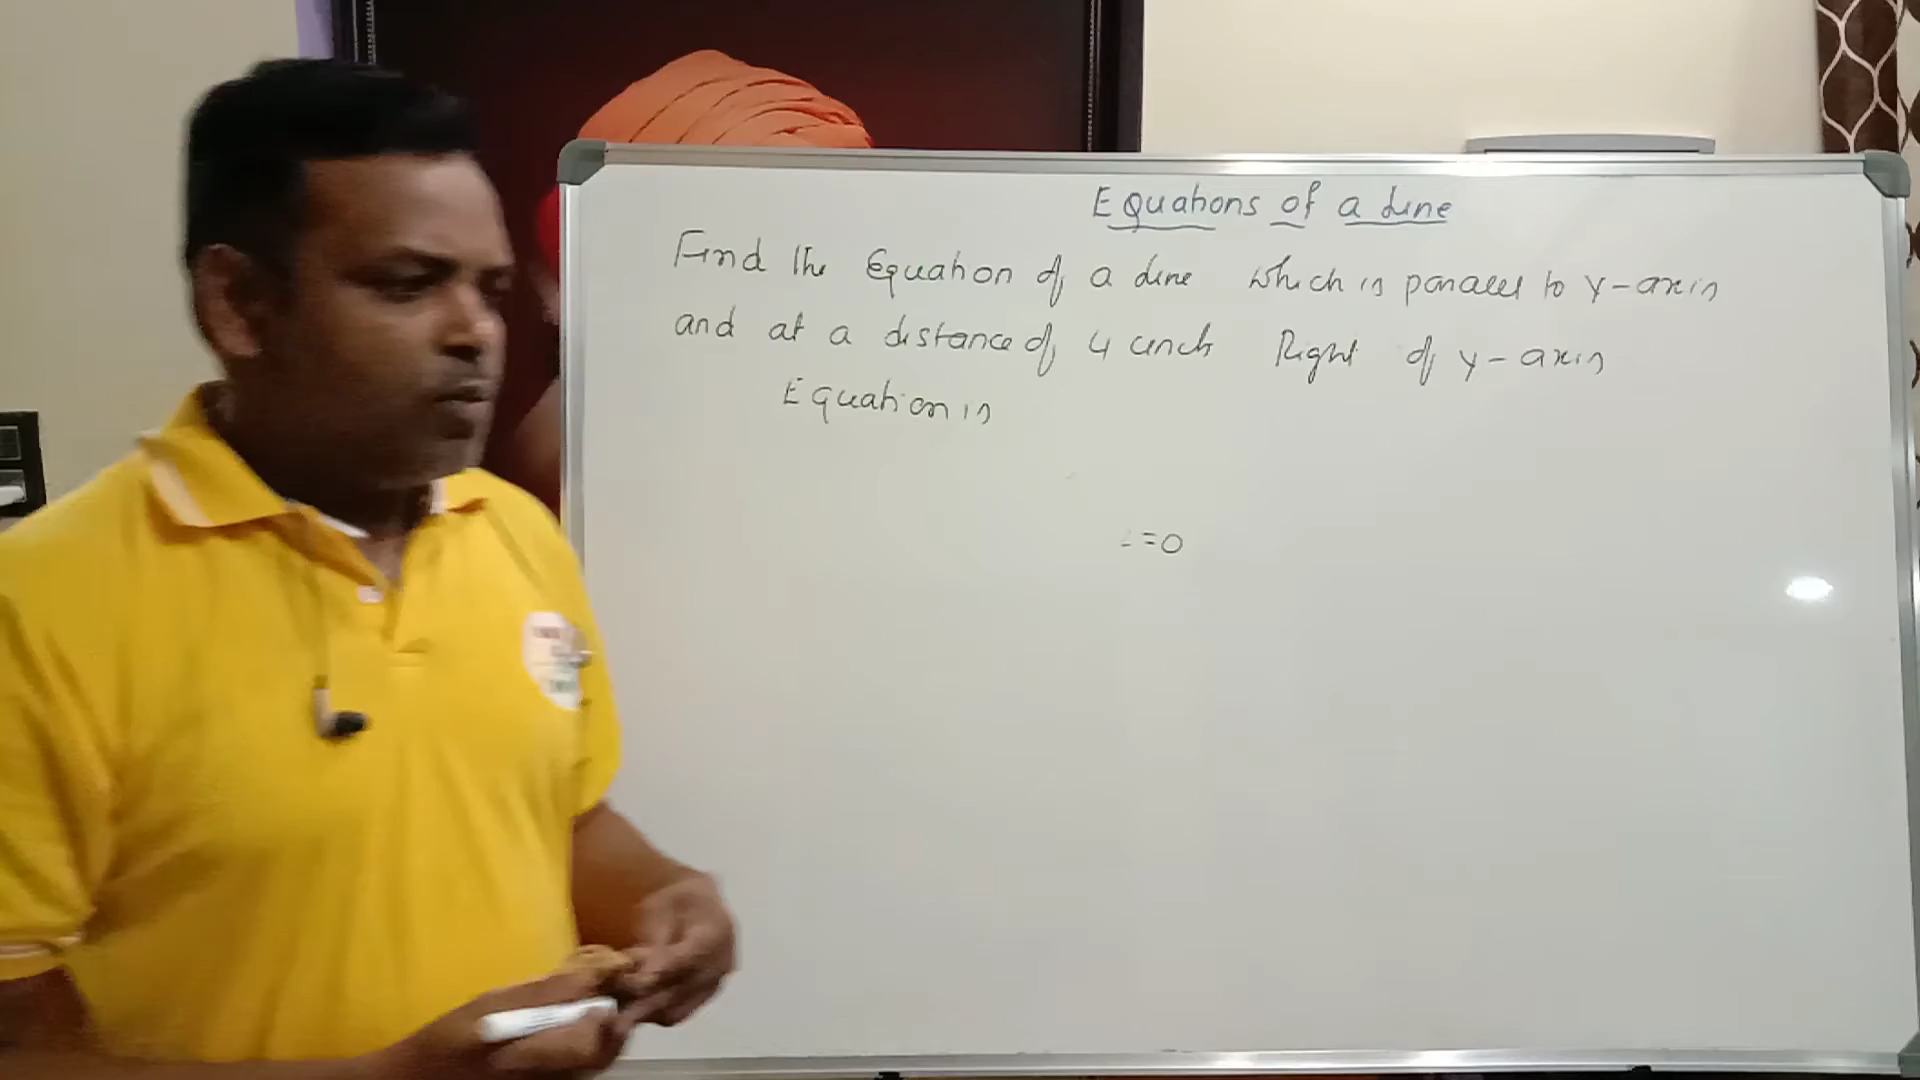 Equations of a Line
Find the Equation of a Line which is parallel to Y-axis
and at a distance of 4 units Right of y-axis
Equation is
=0